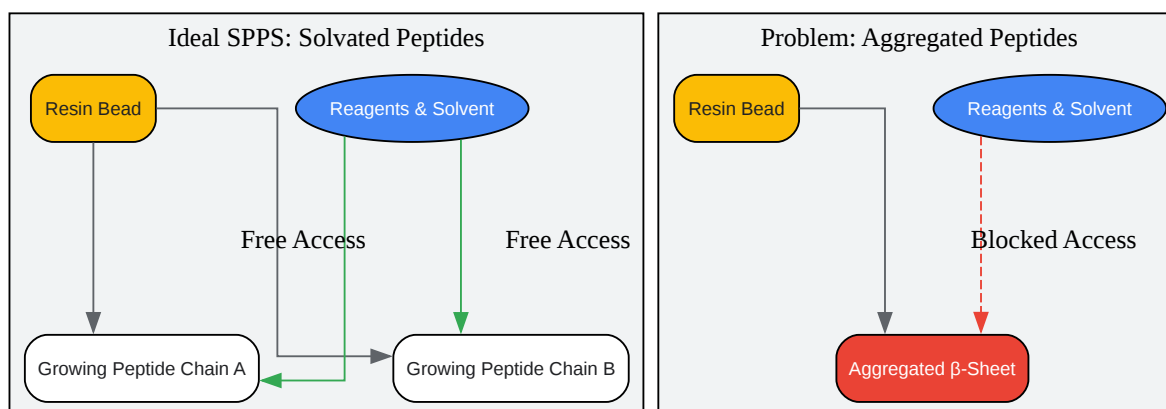 Ideal SPPS: Solvated Peptides
Resin Bead
Reagents & Solvent
Free Access
Free Access
Growing Peptide Chain A
Growing Peptide Chain B
Problem: Aggregated Peptides
Resin Bead
Reagents & Solvent
Blocked Access
Aggregated β-Sheet